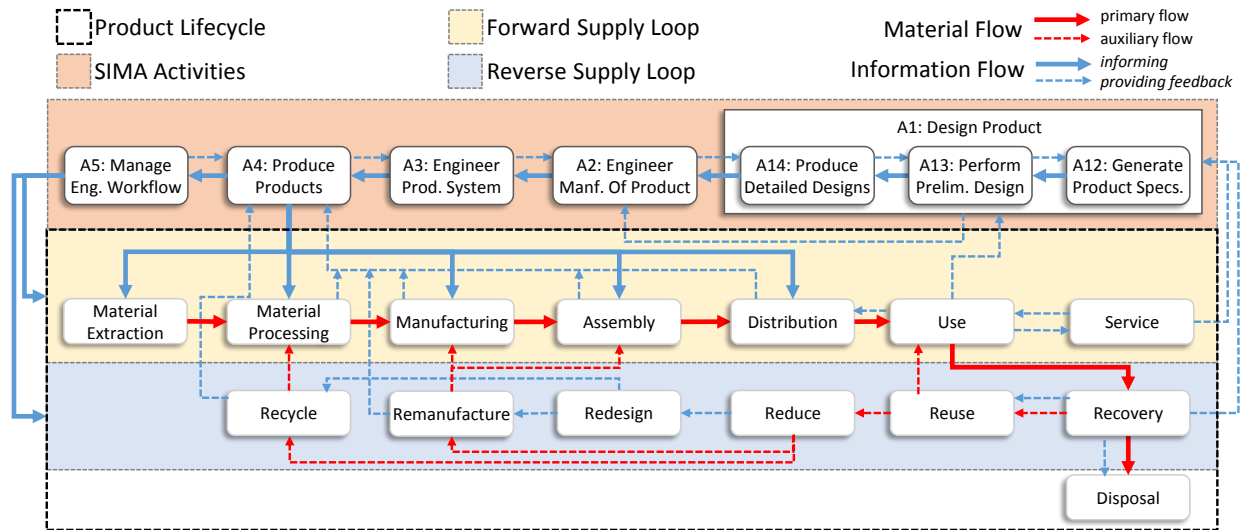 Product Lifecycle
Forward Supply Loop
Material Flow
primary flow
auxiliary flow
SIMA Activities
Reverse Supply Loop
Information Flow
informing
providing feedback
A1: Design Product
A5: Manage
Eng. Workflow
A4: Produce
Products
A3: Engineer
Prod. System
A2: Engineer
Manf. Of Product
A14: Produce
Detailed Designs
A13: Perform
Prelim. Design
A12: Generate
Product Specs.
Material
Extraction
Material
Processing
Manufacturing
Assembly
Distribution
Use
Service
Recycle
Remanufacture
Redesign
Reduce
Reuse
Recovery
Disposal